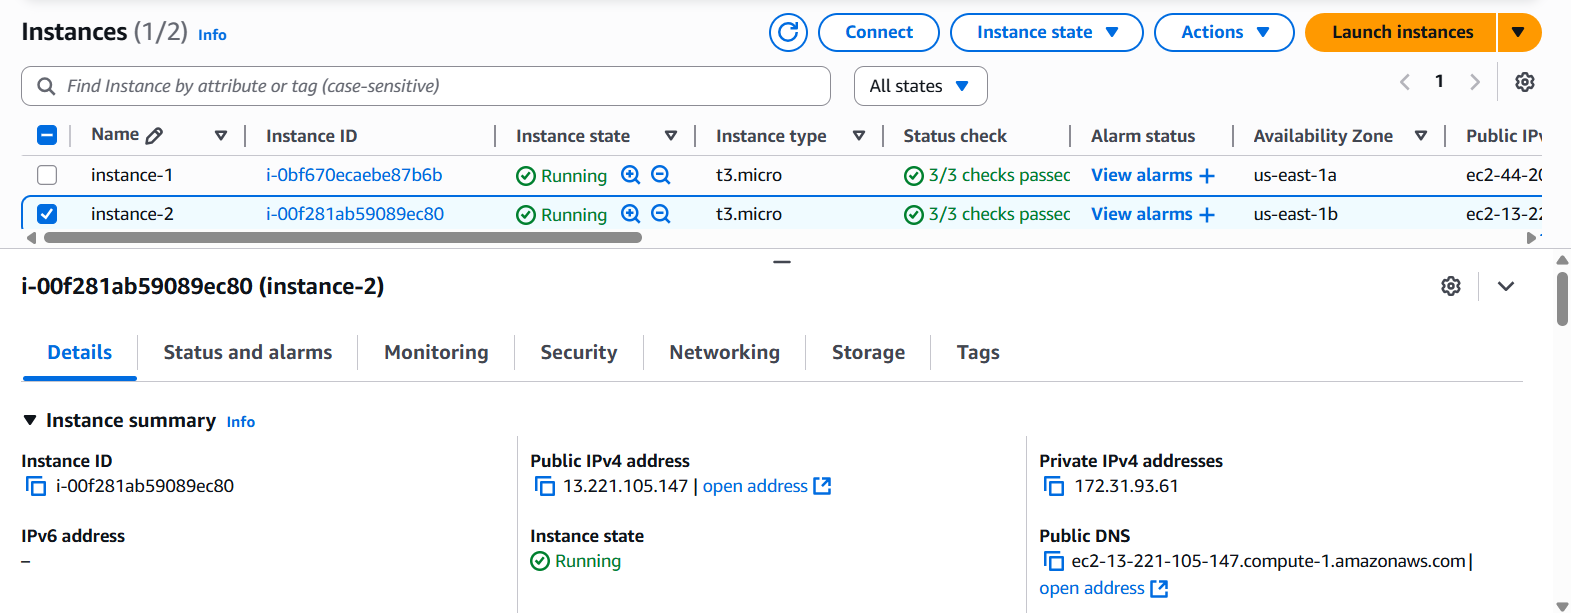 Instances (1/2) Info
Connect
Instance state
Actions
Launch instances
Find Instance by attribute or tag (case-sensitive)
All states
1
Name Instance ID Instance state Instance type Status check Alarm status Availability Zone Public IPv
instance-1 i-0bf670ecaebe87b6b Running t3.micro 3/3 checks passed View alarms + us-east-1a ec2-44-20
instance-2 i-00f281ab59089ec80 Running t3.micro 3/3 checks passed View alarms + us-east-1b ec2-13-22
i-00f281ab59089ec80 (instance-2)
Details Status and alarms Monitoring Security Networking Storage Tags
Instance summary Info
Instance ID
i-00f281ab59089ec80
Public IPv4 address
13.221.105.147 | open address
Private IPv4 addresses
172.31.93.61
IPv6 address
–
Instance state
Running
Public DNS
ec2-13-221-105-147.compute-1.amazonaws.com |
open address